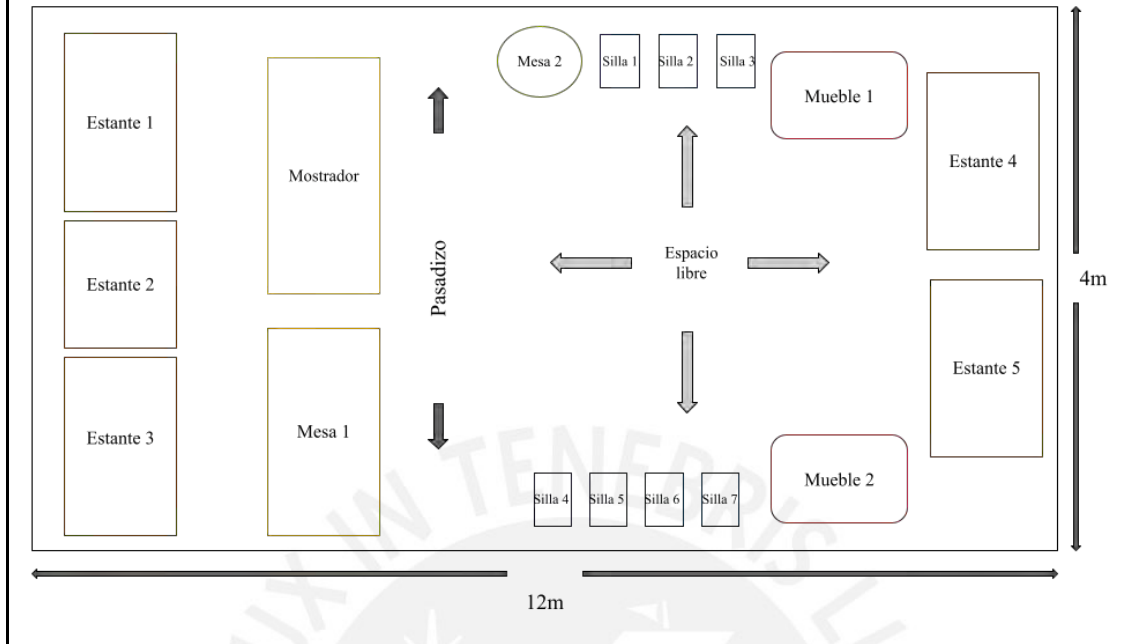 Mesa 2
Silla 1
Silla 2
Silla 3
Mueble 1
Estante 1
Mostrador
Estante 4
Pasadizo
Espacio
libre
4m
Estante 2
Estante 5
Estante 3
Mesa 1
Mueble 2
Silla 4
Silla 5
Silla 6
Silla 7
12m
IN TENEBRIS